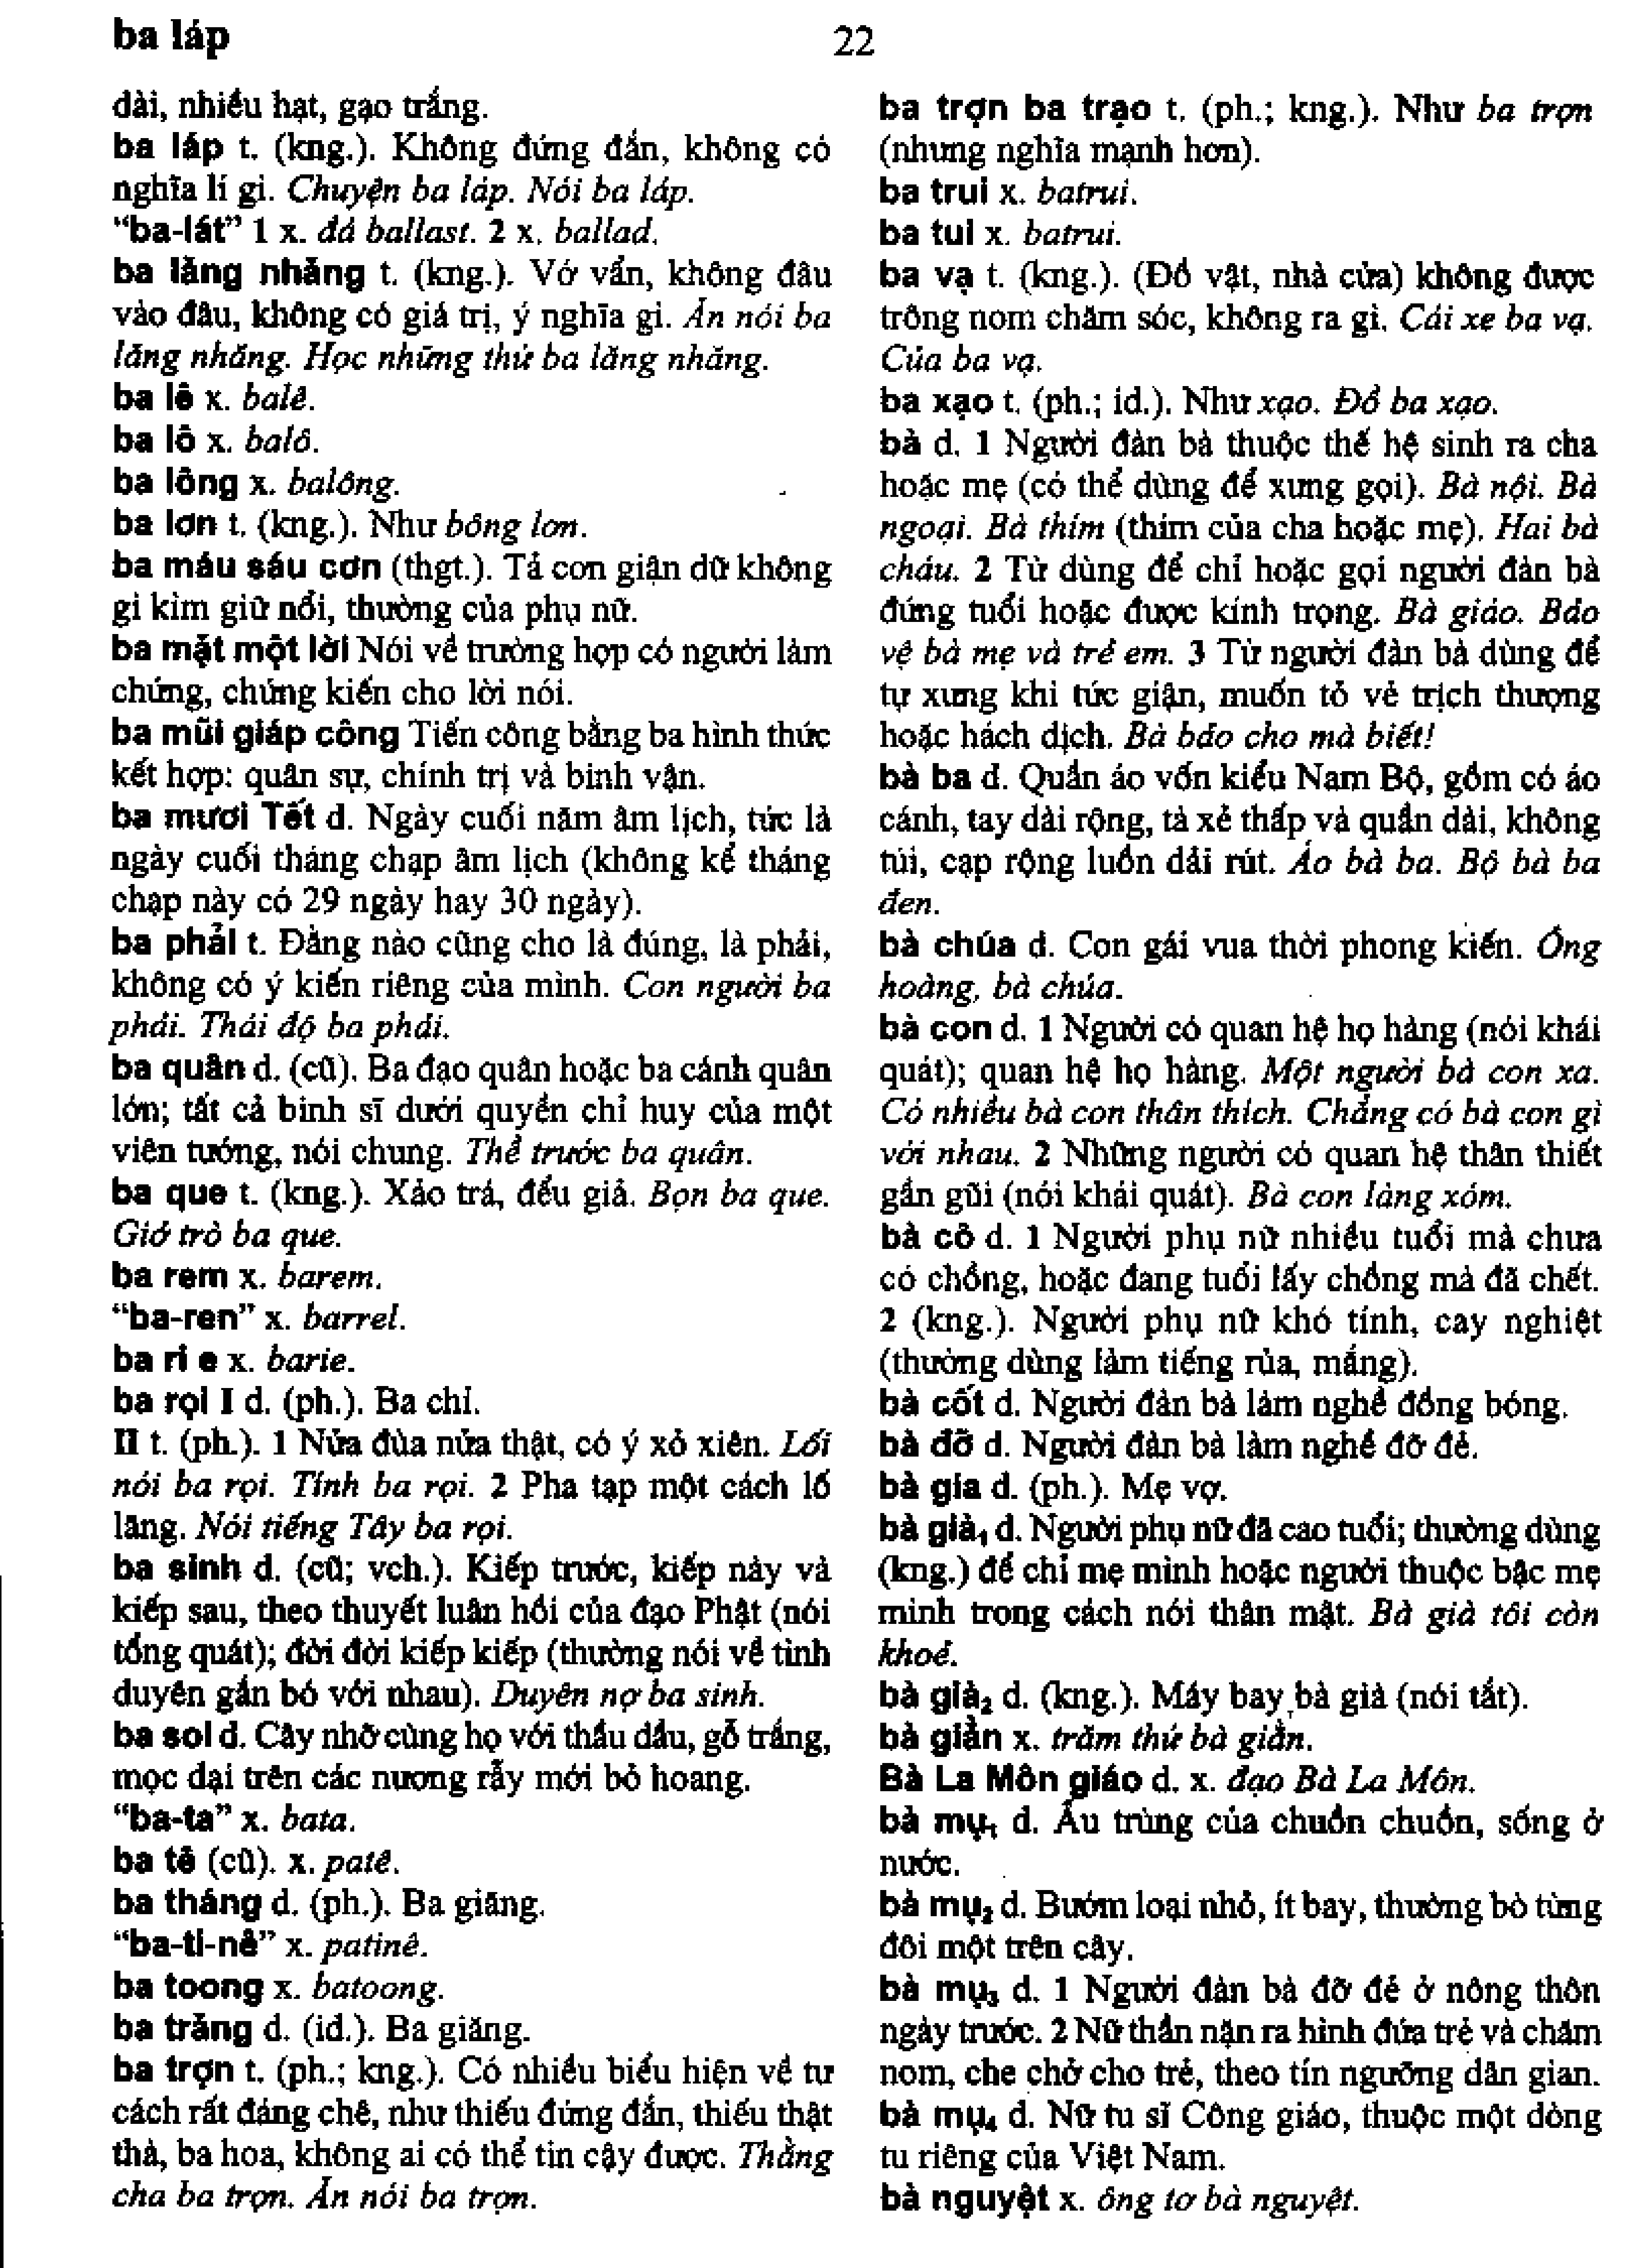 ba láp
22
dài, nhiều hạt, gạo trắng.
ba láp t. (kng.). Không đứng đắn, không có
nghĩa lí gì. Chuyện ba láp. Nói ba láp.
“ba-lát” 1 x. đá ballast. 2 x. ballad.
ba lăng nhăng t. (kng.). Vớ vẩn, không đâu
vào đâu, không có giá trị, ý nghĩa gì. Ăn nói ba
lăng nhăng. Học những thứ ba lăng nhăng.
ba lê x. balê.
ba lô x. balô.
ba lông x. balông.
ba lơn t. (kng.). Như bông lơn.
ba máu sáu cơn (thgt.). Tả cơn giận dữ không
gì kìm giữ nổi, thường của phụ nữ.
ba mặt một lời Nói về trường hợp có người làm
chứng, chứng kiến cho lời nói.
ba mũi giáp công Tiến công bằng ba hình thức
kết hợp: quân sự, chính trị và binh vận.
ba mươi Tết d. Ngày cuối năm âm lịch, tức là
ngày cuối tháng chạp âm lịch (không kể tháng
chạp này có 29 ngày hay 30 ngày).
ba phải t. Đằng nào cũng cho là đúng, là phải,
không có ý kiến riêng của mình. Con người ba
phải. Thái độ ba phải.
ba quân d. (cũ). Ba đạo quân hoặc ba cánh quân
lớn; tất cả binh sĩ dưới quyền chỉ huy của một
viên tướng, nói chung. Thề trước ba quân.
ba que t. (kng.). Xảo trá, đểu giả. Bọn ba que.
Giở trò ba que.
ba rem x. barem.
“ba-ren” x. barrel.
ba ri e x. barie.
ba rọi I d. (ph.). Ba chỉ.
II t. (ph.). 1 Nửa đùa nửa thật, có ý xỏ xiên. Lối
nói ba rọi. Tính ba rọi. 2 Pha tạp một cách lố
lăng. Nói tiếng Tây ba rọi.
ba sinh d. (cũ; vch.). Kiếp trước, kiếp này và
kiếp sau, theo thuyết luân hồi của đạo Phật (nói
tổng quát); đời đời kiếp kiếp (thường nói về tình
duyên gắn bó với nhau). Duyên nợ ba sinh.
ba soi d. Cây nhỡ cùng họ với thầu dầu, gỗ trắng,
mọc dại trên các nương rẫy mới bỏ hoang.
“ba-ta” x. bata.
ba tê (cũ). x. patê.
ba tháng d. (ph.). Ba giăng.
“ba-ti-nê” x. patinê.
ba toong x. batoong.
ba trăng d. (id.). Ba giăng.
ba trợn t. (ph.; kng.). Có nhiều biểu hiện về tư
cách rất đáng chê, như thiếu đứng đắn, thiếu thật
thà, ba hoa, không ai có thể tin cậy được. Thằng
cha ba trợn. Ăn nói ba trợn.
ba trợn ba trạo t. (ph.; kng.). Như ba trợn
(nhưng nghĩa mạnh hơn).
ba trui x. batrui.
ba tui x. batrui.
ba vạ t. (kng.). (Đồ vật, nhà cửa) không được
trông nom chăm sóc, không ra gì. Cái xe ba vạ.
Của ba vạ.
ba xạo t. (ph.; id.). Như xạo. Đồ ba xạo.
bà d. 1 Người đàn bà thuộc thế hệ sinh ra cha
hoặc mẹ (có thể dùng để xưng gọi). Bà nội. Bà
ngoại. Bà thím (thím của cha hoặc mẹ). Hai bà
cháu. 2 Từ dùng để chỉ hoặc gọi người đàn bà
đứng tuổi hoặc được kính trọng. Bà giáo. Bảo
vệ bà mẹ và trẻ em. 3 Từ người đàn bà dùng để
tự xưng khi tức giận, muốn tỏ vẻ trịch thượng
hoặc hách dịch. Bà bảo cho mà biết!
bà ba d. Quần áo vốn kiểu Nam Bộ, gồm có áo
cánh, tay dài rộng, tà xẻ thấp và quần dài, không
túi, cạp rộng luồn dải rút. Áo bà ba. Bộ bà ba
đen.
bà chúa d. Con gái vua thời phong kiến. Ông
hoàng, bà chúa.
bà con d. 1 Người có quan hệ họ hàng (nói khái
quát); quan hệ họ hàng. Một người bà con xa.
Có nhiều bà con thân thích. Chẳng có bà con gì
với nhau. 2 Những người có quan hệ thân thiết
gần gũi (nói khái quát). Bà con làng xóm.
bà cô d. 1 Người phụ nữ nhiều tuổi mà chưa
có chồng, hoặc đang tuổi lấy chồng mà đã chết.
2 (kng.). Người phụ nữ khó tính, cay nghiệt
(thường dùng làm tiếng rủa, mắng).
bà cốt d. Người đàn bà làm nghề đồng bóng.
bà đỡ d. Người đàn bà làm nghề đỡ đẻ.
bà gia d. (ph.). Mẹ vợ.
bà già₁ d. Người phụ nữ đã cao tuổi; thường dùng
(kng.) để chỉ mẹ mình hoặc người thuộc bậc mẹ
mình trong cách nói thân mật. Bà già tôi còn
khoẻ.
bà già₂ d. (kng.). Máy bay bà già (nói tắt).
bà giằn x. trăm thứ bà giằn.
Bà La Môn giáo d. x. đạo Bà La Môn.
bà mụ₁ d. Ấu trùng của chuồn chuồn, sống ở
nước.
bà mụ₂ d. Bướm loại nhỏ, ít bay, thường bò từng
đôi một trên cây.
bà mụ₃ d. 1 Người đàn bà đỡ đẻ ở nông thôn
ngày trước. 2 Nữ thần nặn ra hình đứa trẻ và chăm
nom, che chở cho trẻ, theo tín ngưỡng dân gian.
bà mụ₄ d. Nữ tu sĩ Công giáo, thuộc một dòng
tu riêng của Việt Nam.
bà nguyệt x. ông tơ bà nguyệt.